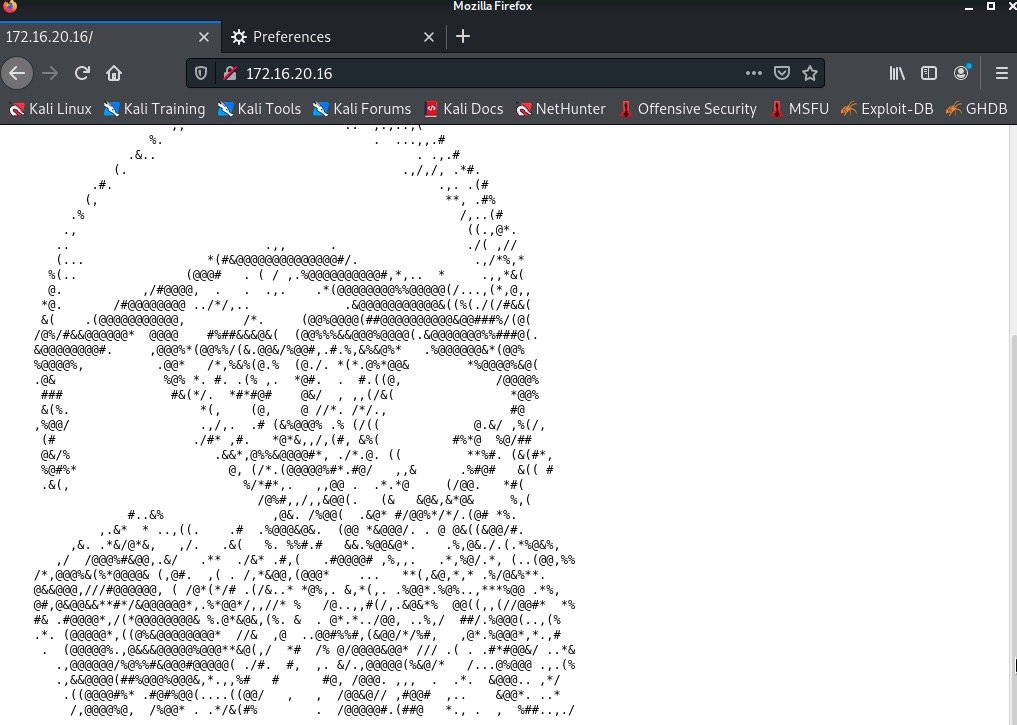 Mozilla Firefox
172.16.20.16/
Preferences
172.16.20.16
Kali Linux Kali Training Kali Tools Kali Forums Kali Docs NetHunter Offensive Security MSFU Exploit-DB GHDB